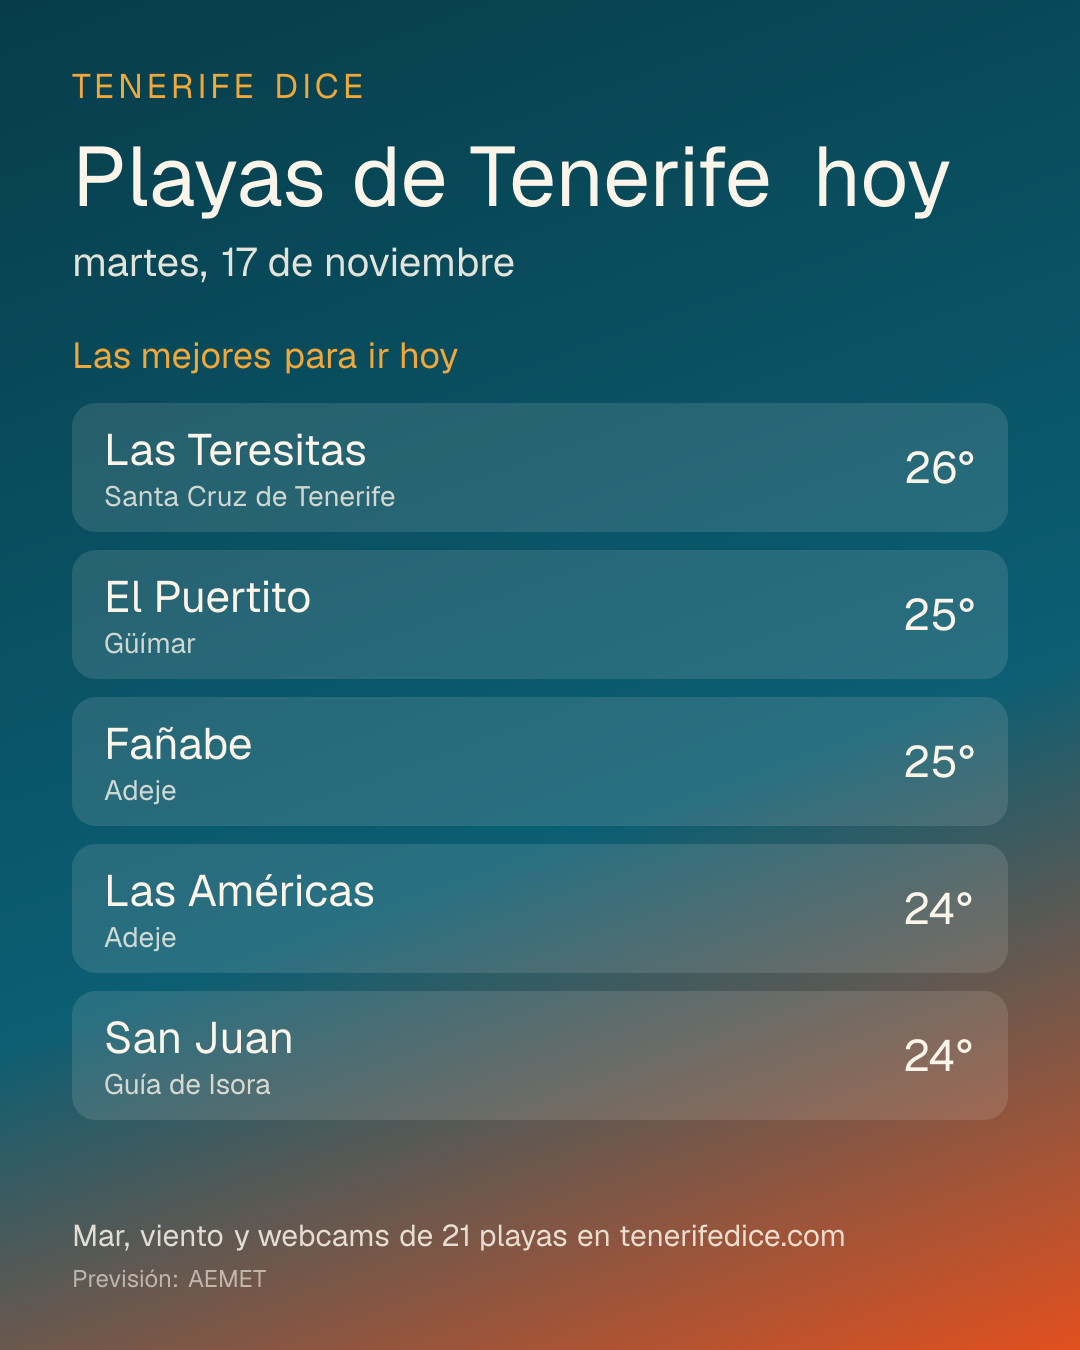 TENERIFE DICE
Playas de Tenerife hoy
martes, 17 de noviembre
Las mejores para ir hoy
Las Teresitas
Santa Cruz de Tenerife
26°
El Puertito
Güímar
25°
Fañabe
Adeje
25°
Las Américas
Adeje
24°
San Juan
Guía de Isora
24°
Mar, viento y webcams de 21 playas en tenerifedice.com
Previsión: AEMET